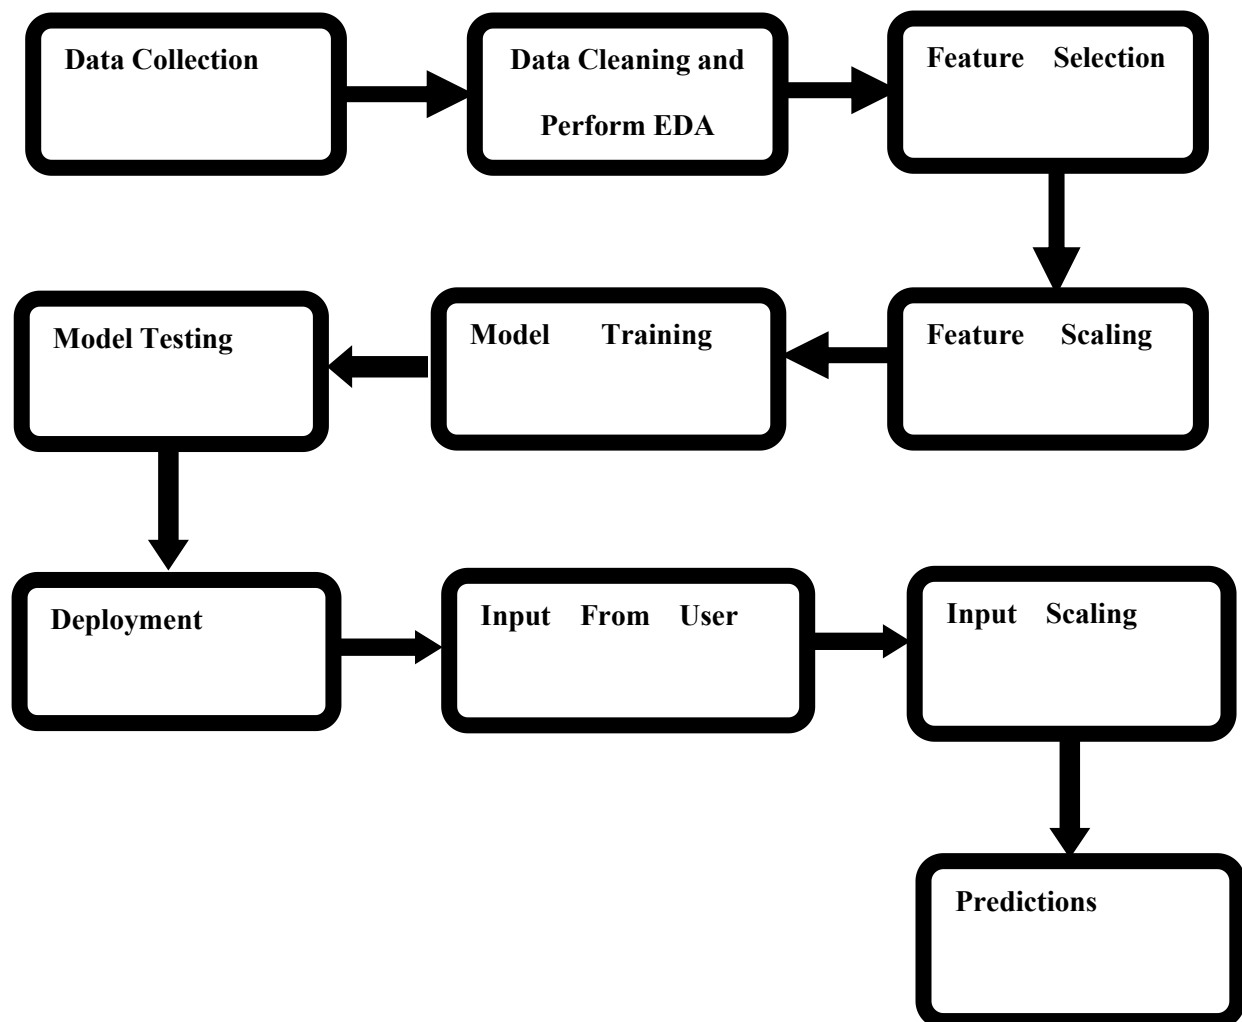 Data Collection
Data Cleaning and
Perform EDA
Feature Selection
Feature Scaling
Model Training
Model Testing
Deployment
Input From User
Input Scaling
Predictions